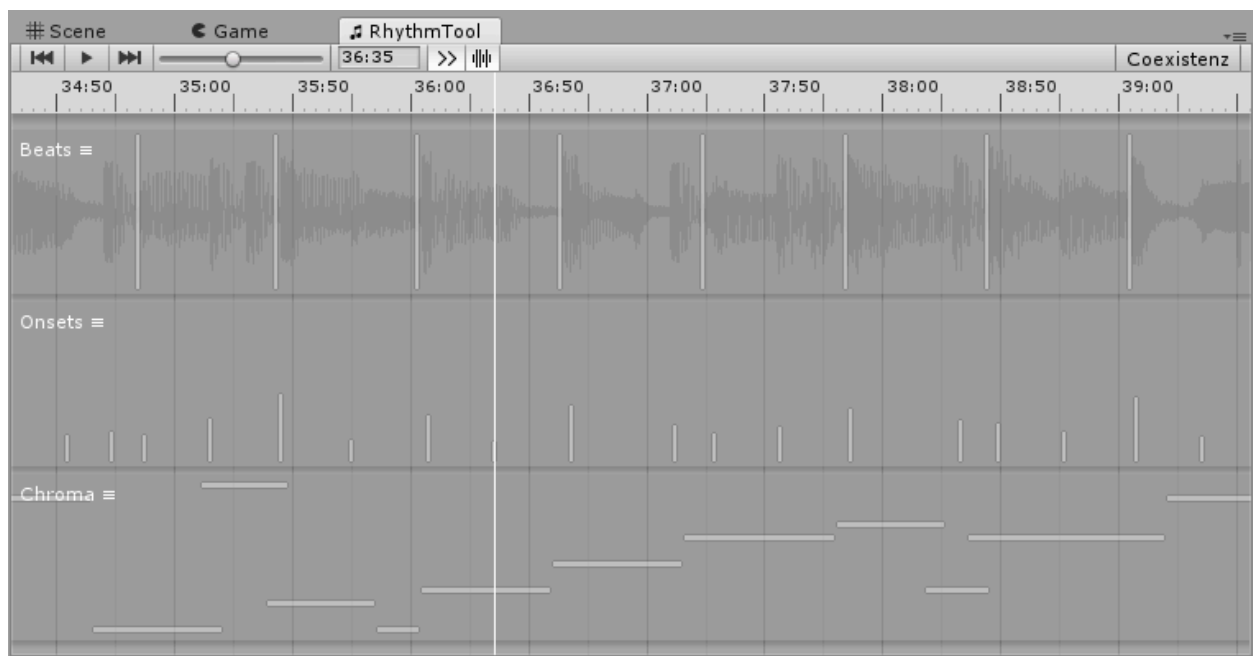 Scene Game RhythmTool
36:35 >> Coexistenz
34:50 35:00 35:50 36:00 36:50 37:00 37:50 38:00 38:50 39:00
Beats
Onsets
Chroma